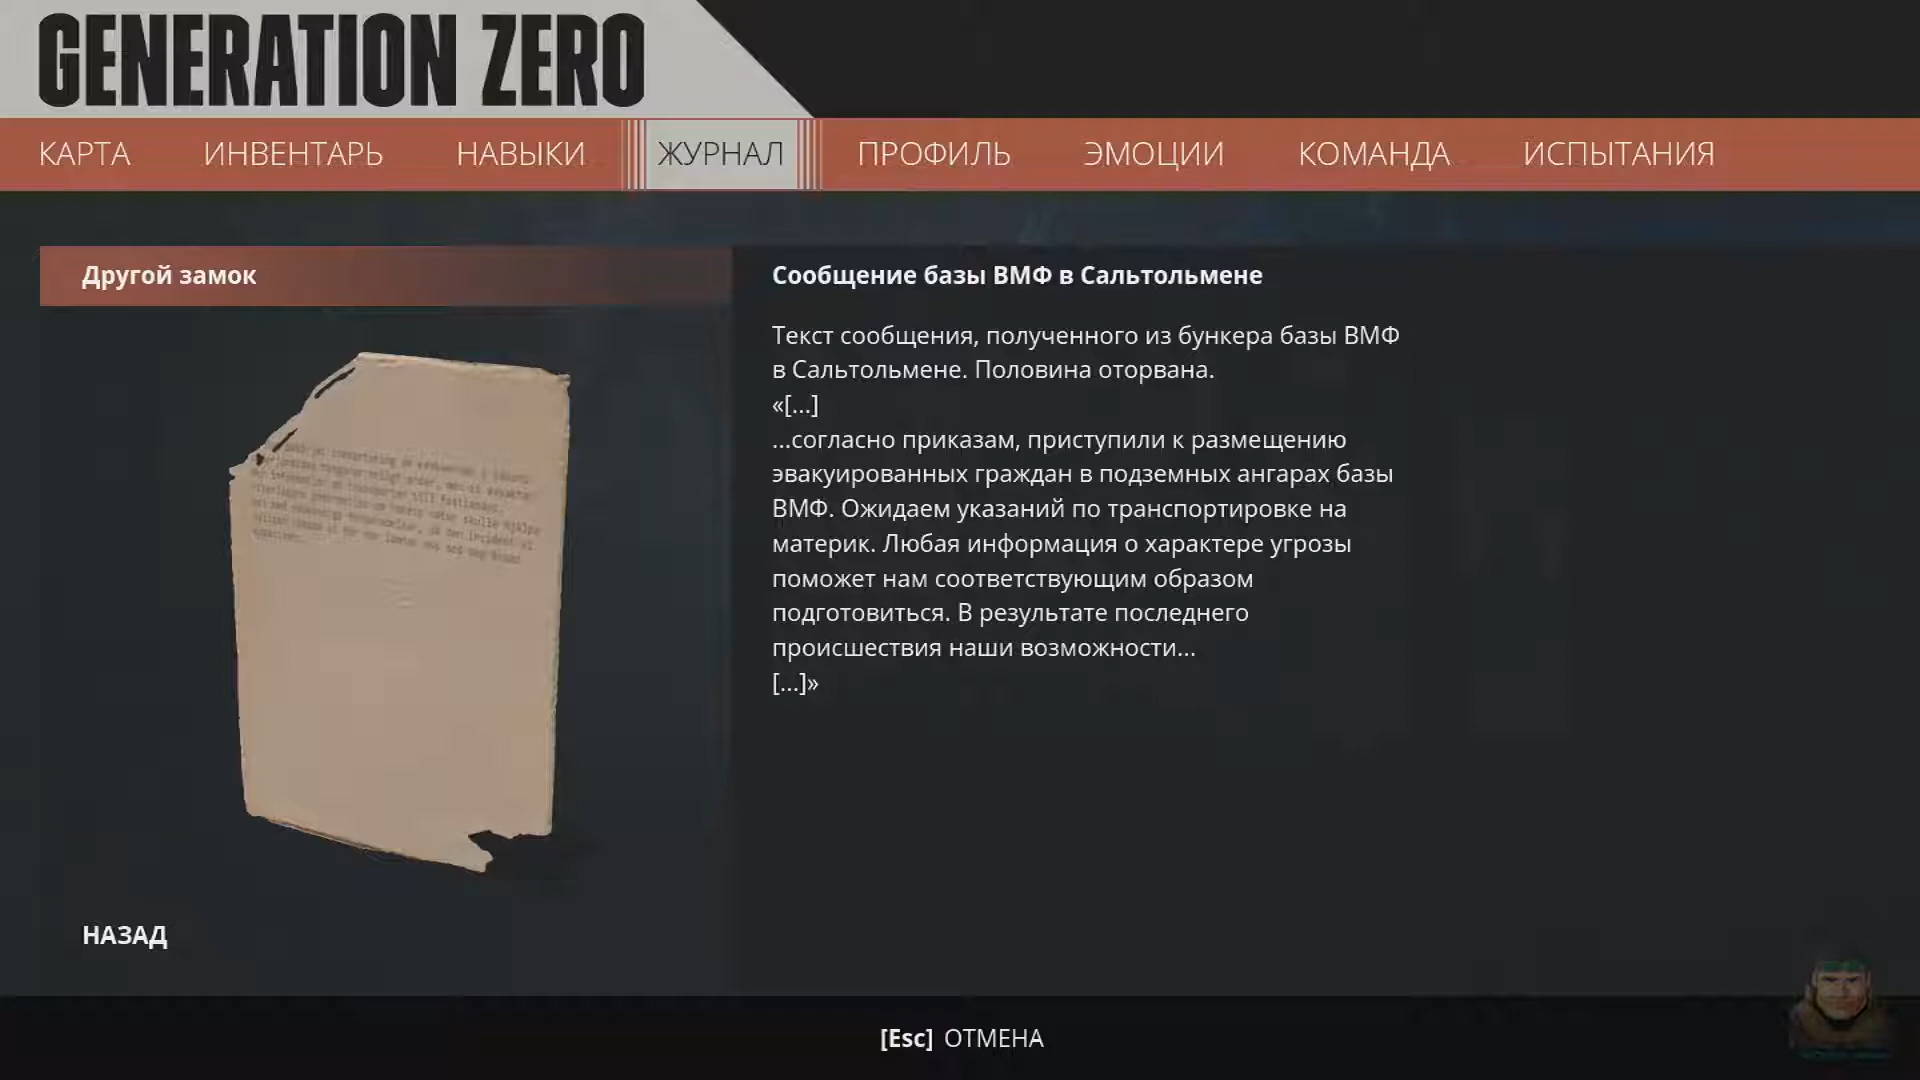 GENERATION ZERO
КАРТА ИНВЕНТАРЬ НАВЫКИ ЖУРНАЛ ПРОФИЛЬ ЭМОЦИИ КОМАНДА ИСПЫТАНИЯ
Другой замок
Сообщение базы ВМФ в Сальтольмене
Текст сообщения, полученного из бункера базы ВМФ
в Сальтольмене. Половина оторвана.
«[...]
...согласно приказам, приступили к размещению
эвакуированных граждан в подземных ангарах базы
ВМФ. Ожидаем указаний по транспортировке на
материк. Любая информация о характере угрозы
поможет нам соответствующим образом
подготовиться. В результате последнего
происшествия наши возможности...
[...]»
НАЗАД
[Esc] ОТМЕНА